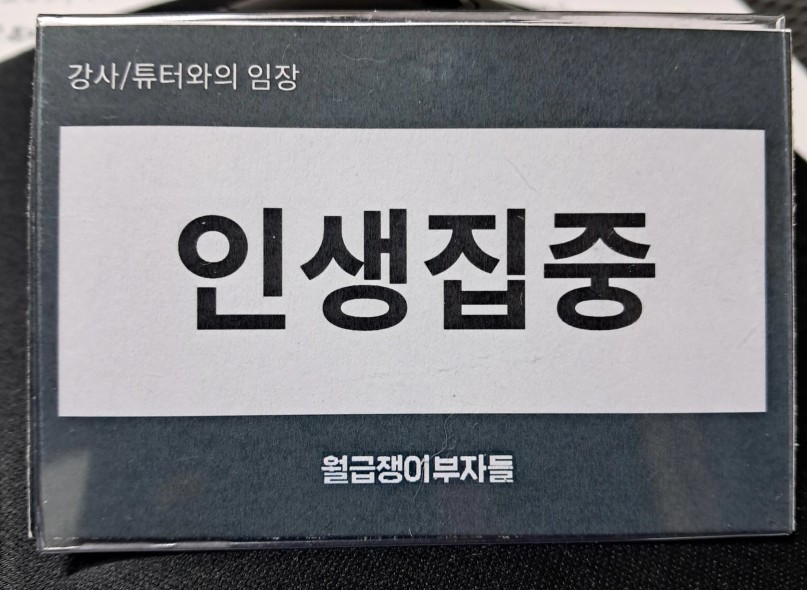 강사/튜터와의 임장
인생집중
월급쟁이부자들